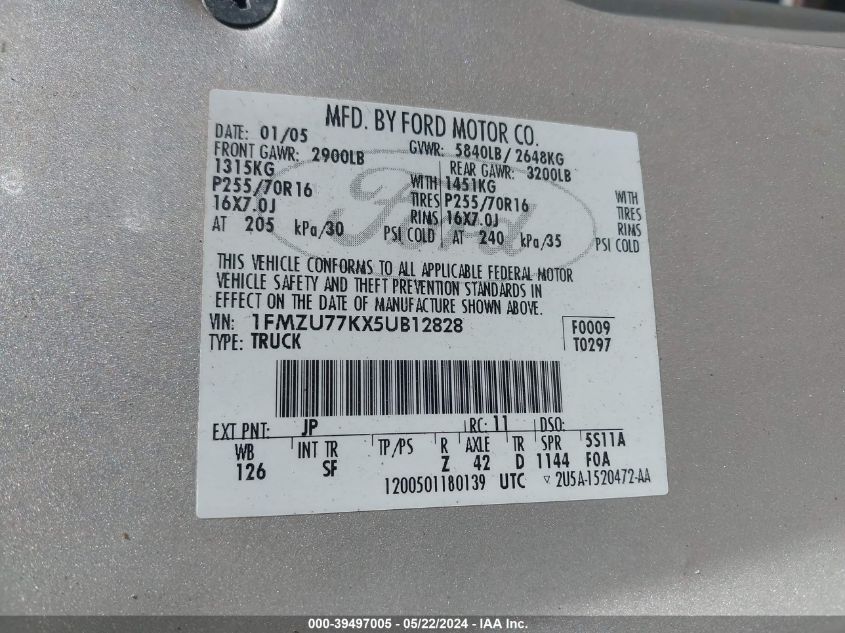 MFD. BY FORD MOTOR CO.
DATE: 01/05 GVWR: 5840LB/2648KG
FRONT GAWR: 2900LB REAR GAWR: 3200LB
1315KG WITH 1451KG WITH
P255/70R16 TIRES P255/70R16 TIRES
16X7.0J RIMS 16X7.0J RIMS
AT 205 kPa/30 PSI COLD AT 240 kPa/35 PSI COLD
Ford
THIS VEHICLE CONFORMS TO ALL APPLICABLE FEDERAL MOTOR
VEHICLE SAFETY AND THEFT PREVENTION STANDARDS IN
EFFECT ON THE DATE OF MANUFACTURE SHOWN ABOVE.
VIN: 1FMZU77KX5UB12828 F0009
TYPE: TRUCK T0297
EXT PNT: JP RC: 11 DSO:
WB INT TR TP/PS R AXLE TR SPR 5S11A
126 SF Z 42 D 1144 F0A
1200501180139 UTC ▽ 2U5A-1520472-AA
000-39497005 - 05/22/2024 - IAA Inc.